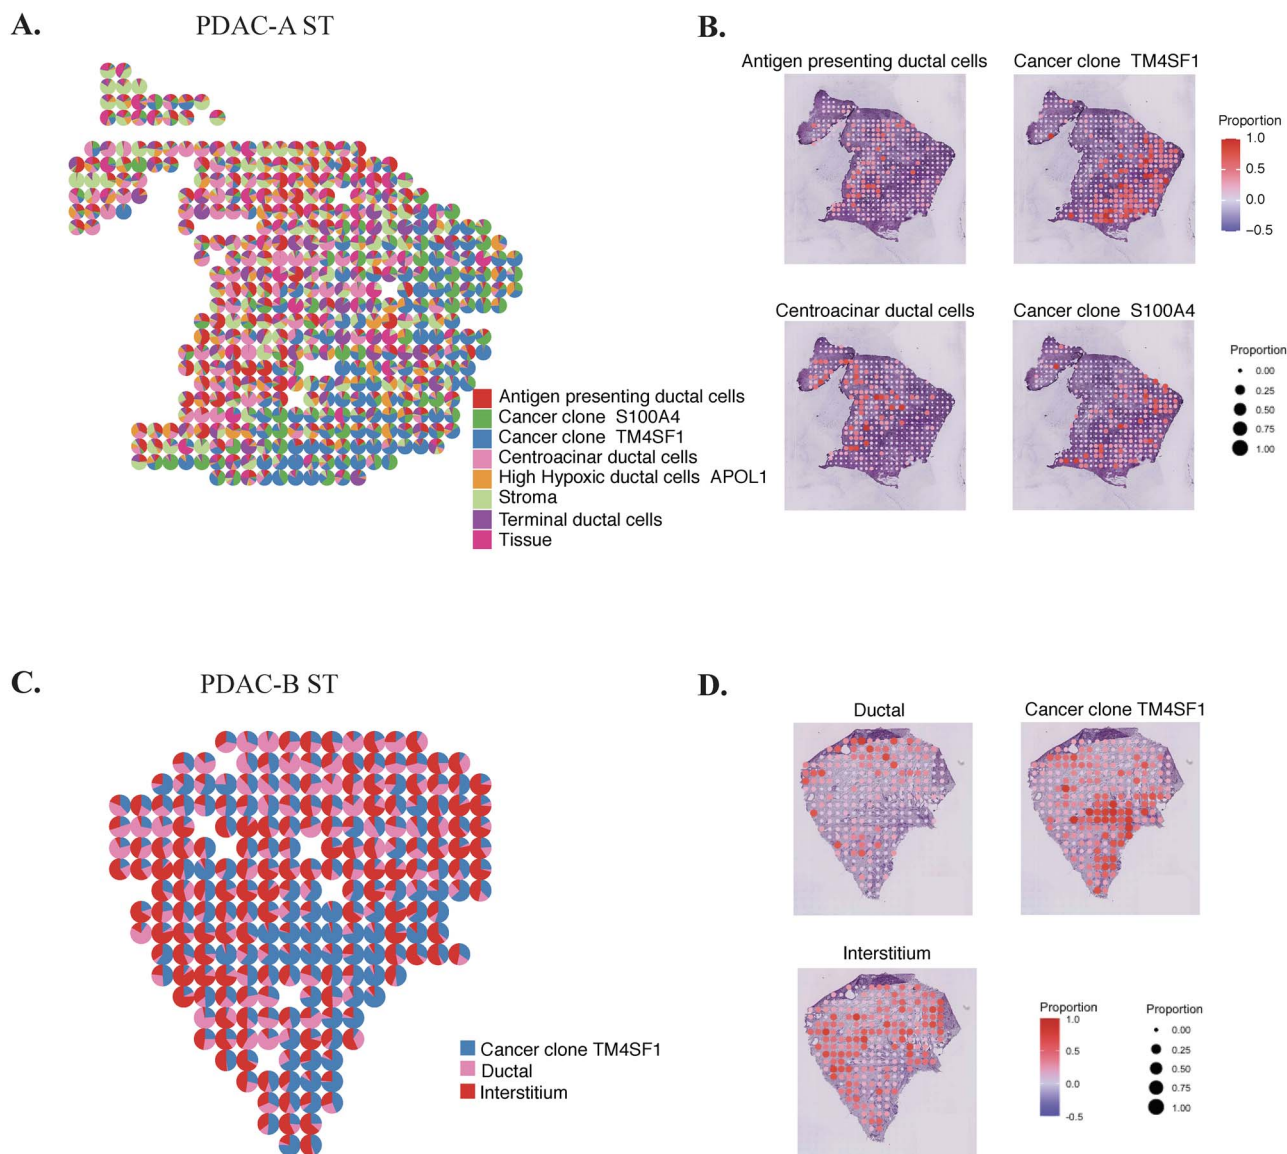 A.
PDAC-A ST
Antigen presenting ductal cells
Cancer clone S100A4
Cancer clone TM4SF1
Centroacinar ductal cells
High Hypoxic ductal cells APOL1
Stroma
Terminal ductal cells
Tissue
B.
Antigen presenting ductal cells
Cancer clone TM4SF1
Proportion
1.0
0.5
0.0
−0.5
Centroacinar ductal cells
Cancer clone S100A4
Proportion
0.00
0.25
0.50
0.75
1.00
C.
PDAC-B ST
Cancer clone TM4SF1
Ductal
Interstitium
D.
Ductal
Cancer clone TM4SF1
Interstitium
Proportion
1.0
0.5
0.0
-0.5
Proportion
0.00
0.25
0.50
0.75
1.00